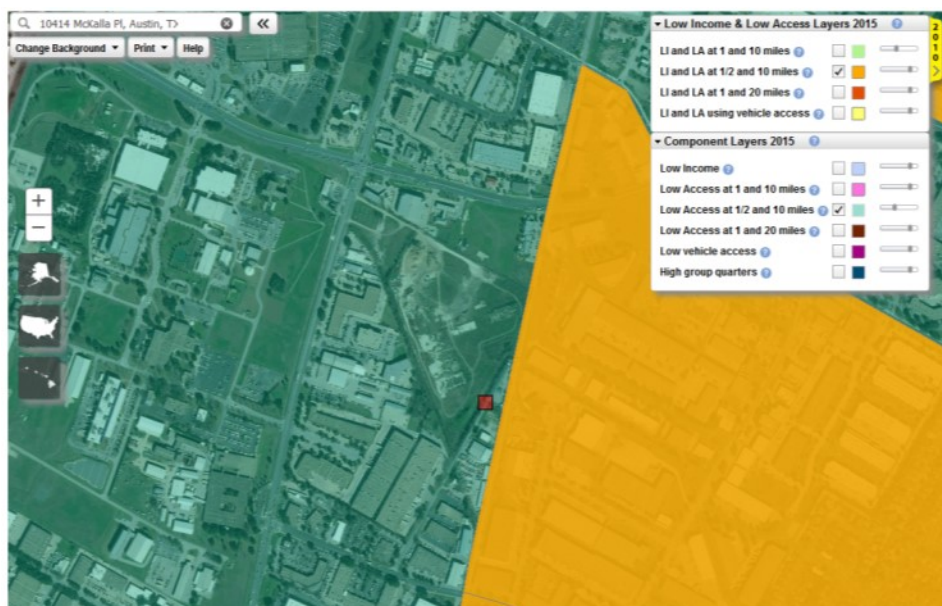 10414 McKalla Pl, Austin, T>
Change Background
Print
Help
Low Income & Low Access Layers 2015
LI and LA at 1 and 10 miles
LI and LA at 1/2 and 10 miles
LI and LA at 1 and 20 miles
LI and LA using vehicle access
Component Layers 2015
Low Income
Low Access at 1 and 10 miles
Low Access at 1/2 and 10 miles
Low Access at 1 and 20 miles
Low vehicle access
High group quarters
2010